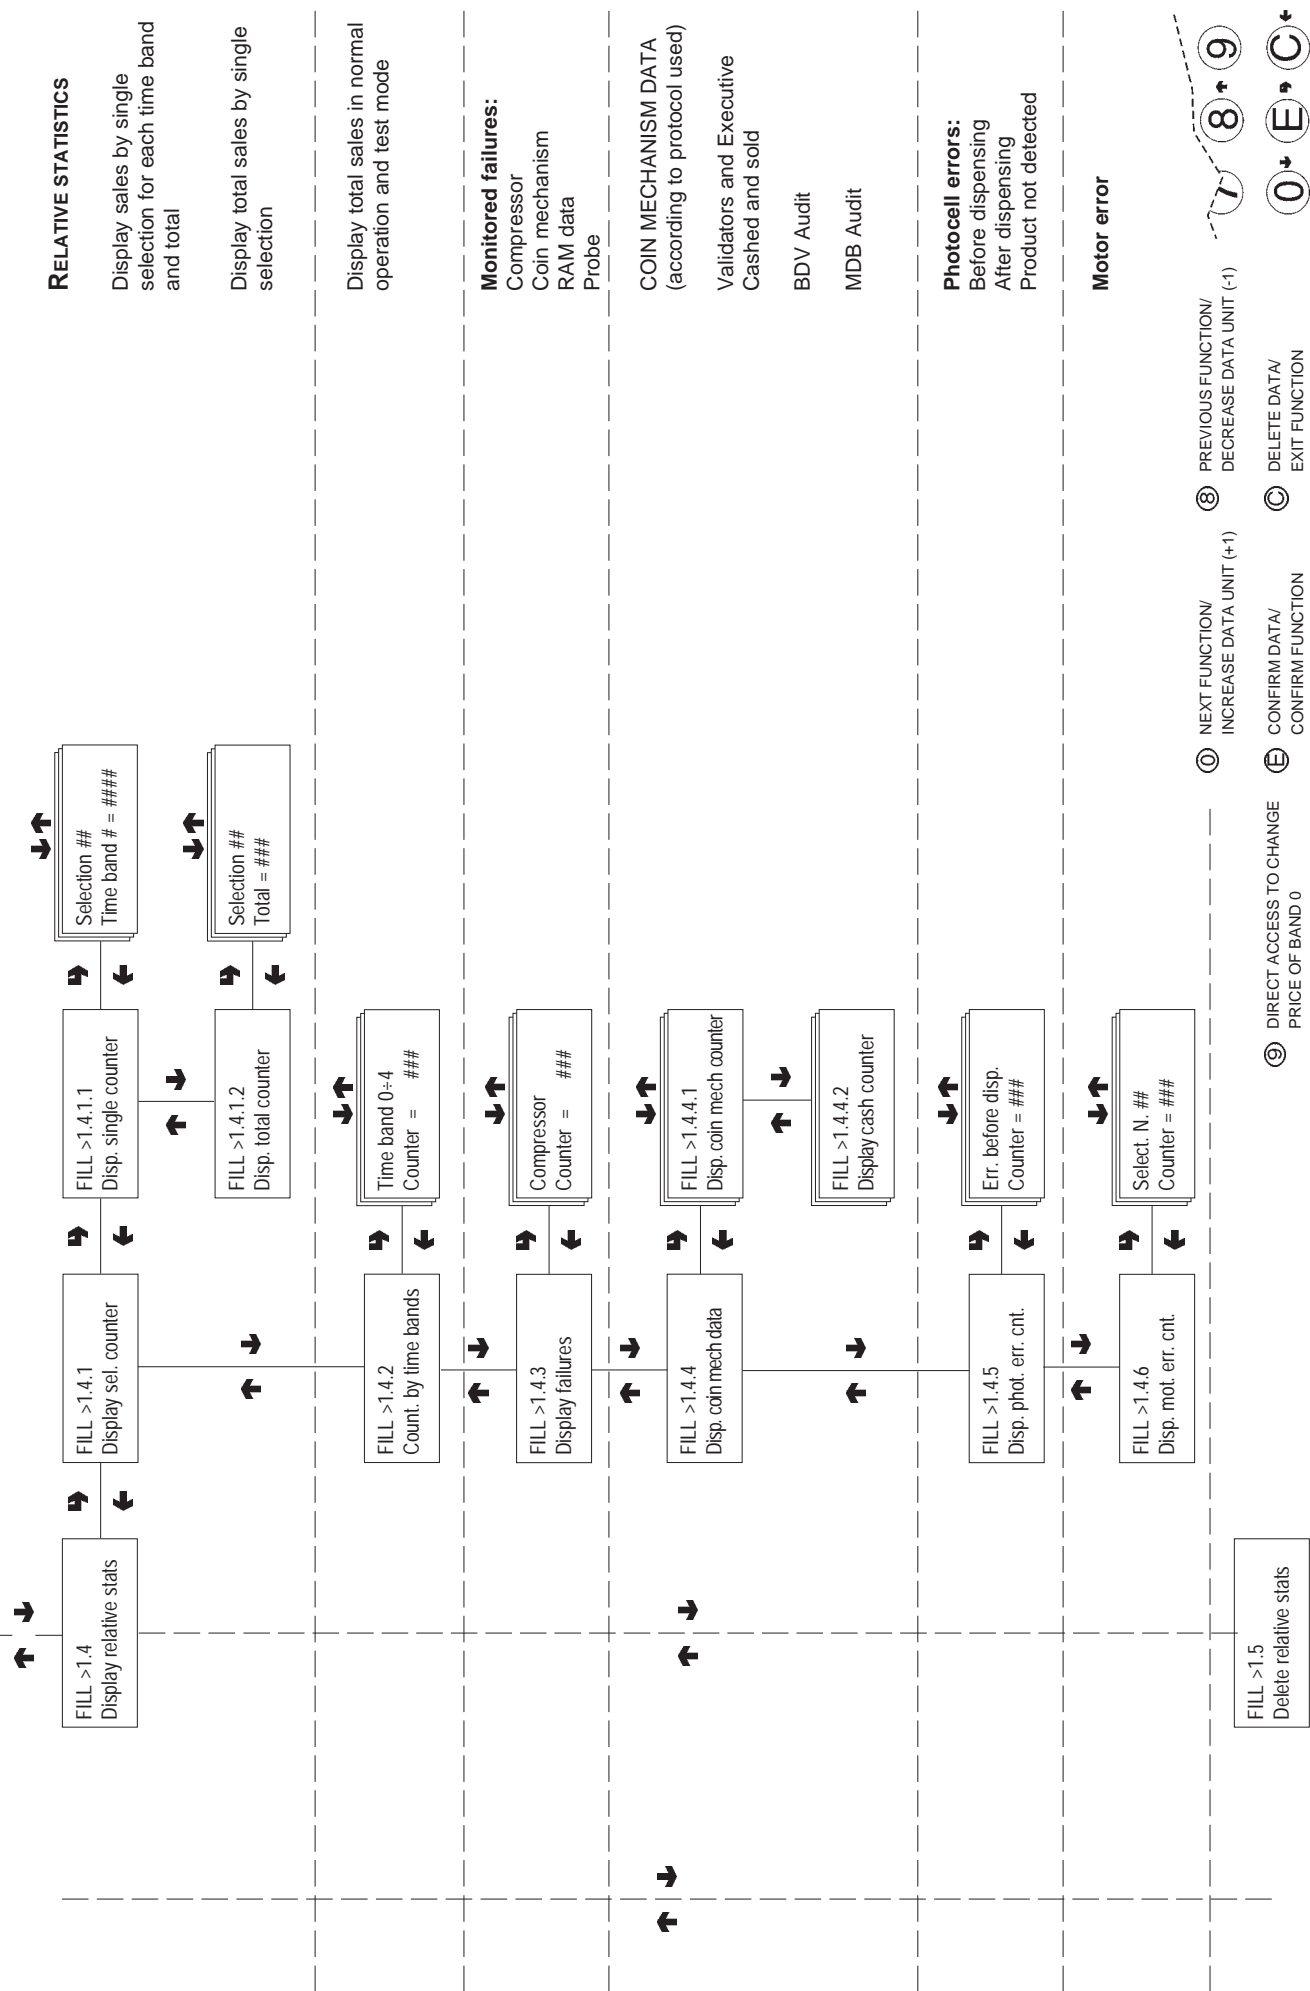 RELATIVE STATISTICS
FILL >1.4
Display relative stats
FILL >1.4.1
Display sel. counter
FILL >1.4.1.1
Disp. single counter
Selection ##
Time band # = ####
Display sales by single
selection for each time band
and total
FILL >1.4.1.2
Disp. total counter
Selection ##
Total = ###
Display total sales by single
selection
FILL >1.4.2
Count. by time bands
Time band 0÷4
Counter = ###
Display total sales in normal
operation and test mode
FILL >1.4.3
Display failures
Compressor
Counter = ###
Monitored failures:
Compressor
Coin mechanism
RAM data
Probe
FILL >1.4.4
Disp. coin mech data
FILL >1.4.4.1
Disp. coin mech counter
FILL >1.4.4.2
Display cash counter
COIN MECHANISM DATA
(according to protocol used)
Validators and Executive
Cashed and sold
BDV Audit
MDB Audit
FILL >1.4.5
Disp. phot. err. cnt.
Err. before disp.
Counter = ###
Photocell errors:
Before dispensing
After dispensing
Product not detected
FILL >1.4.6
Disp. mot. err. cnt.
Select. N. ##
Counter = ###
Motor error
FILL >1.5
Delete relative stats
9 DIRECT ACCESS TO CHANGE
PRICE OF BAND 0
0 NEXT FUNCTION/
INCREASE DATA UNIT (+1)
E CONFIRM DATA/
CONFIRM FUNCTION
8 PREVIOUS FUNCTION/
DECREASE DATA UNIT (-1)
C DELETE DATA/
EXIT FUNCTION
7 8 9
0 E C